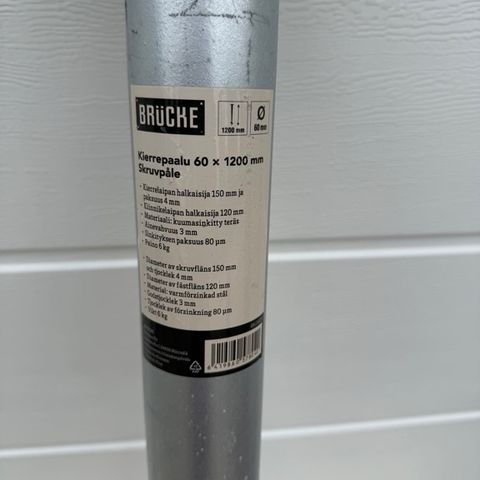 BRÜCKE
1200 mm
60 mm
Kierrepaalu 60 × 1200 mm
Skruvpåle
- Kierrelaipan halkaisija 150 mm ja
paksuus 4 mm
- Kiinnikelaipan halkaisija 120 mm
- Materiaali: kuumasinkitty teräs
- Ainevahvuus 3 mm
- Sinkityksen paksuus 80 µm
- Paino 6 kg
- Diameter av skruvfläns 150 mm
och tjocklek 4 mm
- Diameter av fästfläns 120 mm
- Material: varmförzinkad stål
- Godstjocklek 3 mm
- Tjocklek av förzinkning 80 µm
- Vikt 6 kg